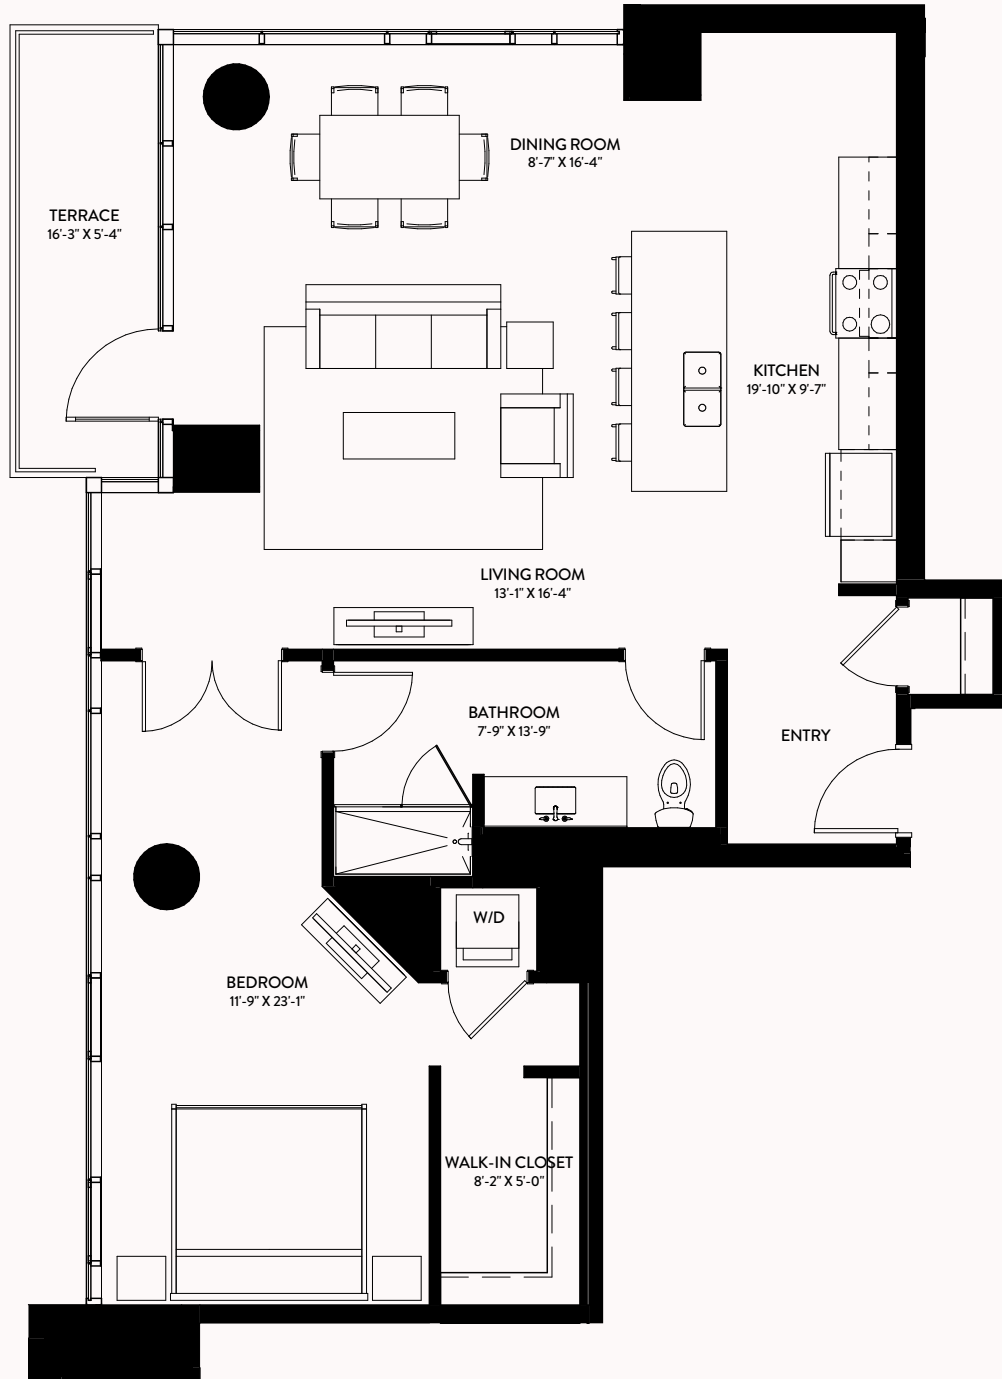 DINING ROOM
8'-7" X 16'-4"
TERRACE
16'-3" X 5'-4"
KITCHEN
19'-10" X 9'-7"
LIVING ROOM
13'-1" X 16'-4"
BATHROOM
7'-9" X 13'-9"
ENTRY
W/D
BEDROOM
11'-9" X 23'-1"
WALK-IN CLOSET
8'-2" X 5'-0"